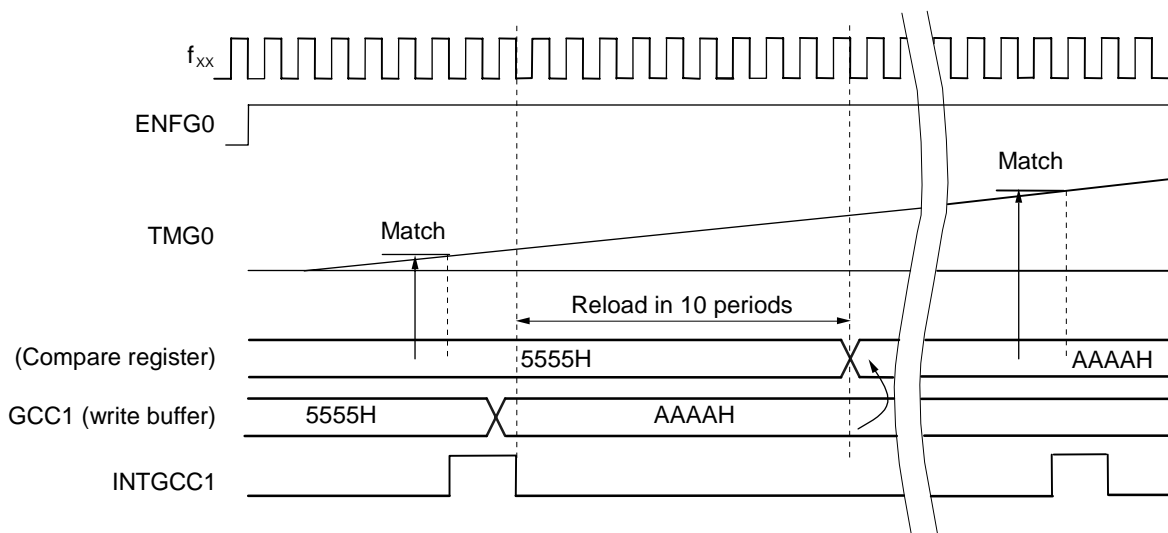 fXX
ENFG0
Match
Match
TMG0
Reload in 10 periods
(Compare register)
5555H
AAAAH
GCC1 (write buffer)
5555H
AAAAH
INTGCC1